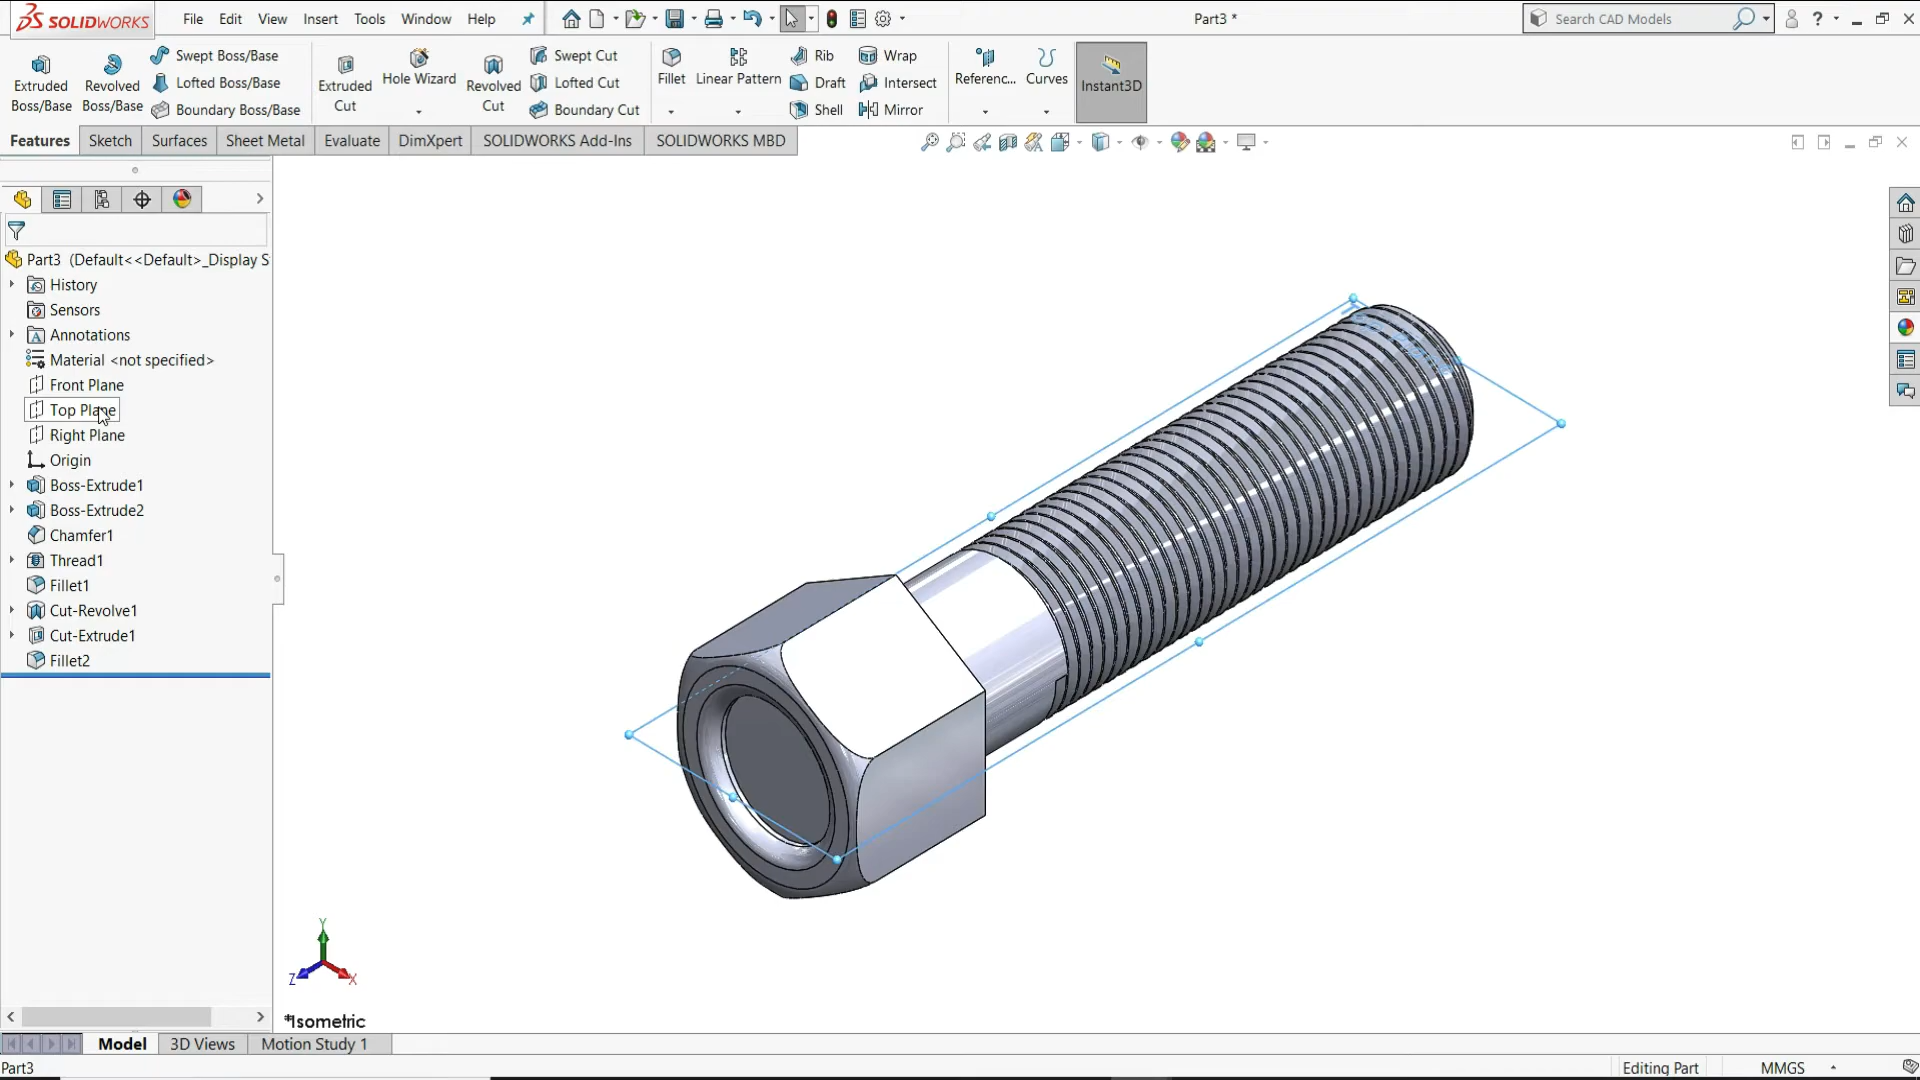 SOLIDWORKS File Edit View Insert Tools Window Help Part3 * Search CAD Models ?
Extruded Boss/Base
Revolved Boss/Base
Swept Boss/Base
Lofted Boss/Base
Boundary Boss/Base
Extruded Cut
Hole Wizard
Revolved Cut
Swept Cut
Lofted Cut
Boundary Cut
Fillet
Linear Pattern
Rib
Draft
Shell
Wrap
Intersect
Mirror
Referenc...
Curves
Instant3D
Features Sketch Surfaces Sheet Metal Evaluate DimXpert SOLIDWORKS Add-Ins SOLIDWORKS MBD
Part3 (Default<<Default>_Display S
History
Sensors
Annotations
Material <not specified>
Front Plane
Top Plane
Right Plane
Origin
Boss-Extrude1
Boss-Extrude2
Chamfer1
Thread1
Fillet1
Cut-Revolve1
Cut-Extrude1
Fillet2
Y
Z X
*Isometric
Model 3D Views Motion Study 1
Part3 Editing Part MMGS